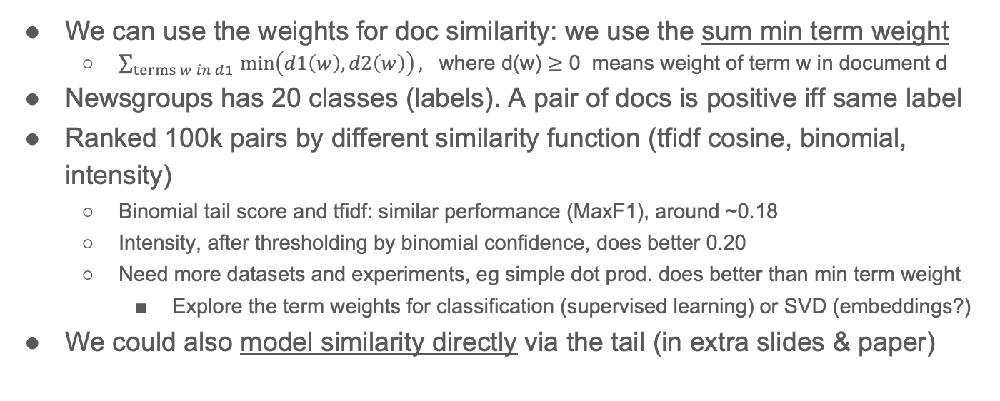 ● We can use the weights for doc similarity: we use the sum min term weight
○ ∑terms w in d1 min(d1(w), d2(w)), where d(w) ≥ 0 means weight of term w in document d
● Newsgroups has 20 classes (labels). A pair of docs is positive iff same label
● Ranked 100k pairs by different similarity function (tfidf cosine, binomial,
intensity)
○ Binomial tail score and tfidf: similar performance (MaxF1), around ~0.18
○ Intensity, after thresholding by binomial confidence, does better 0.20
○ Need more datasets and experiments, eg simple dot prod. does better than min term weight
■ Explore the term weights for classification (supervised learning) or SVD (embeddings?)
● We could also model similarity directly via the tail (in extra slides & paper)